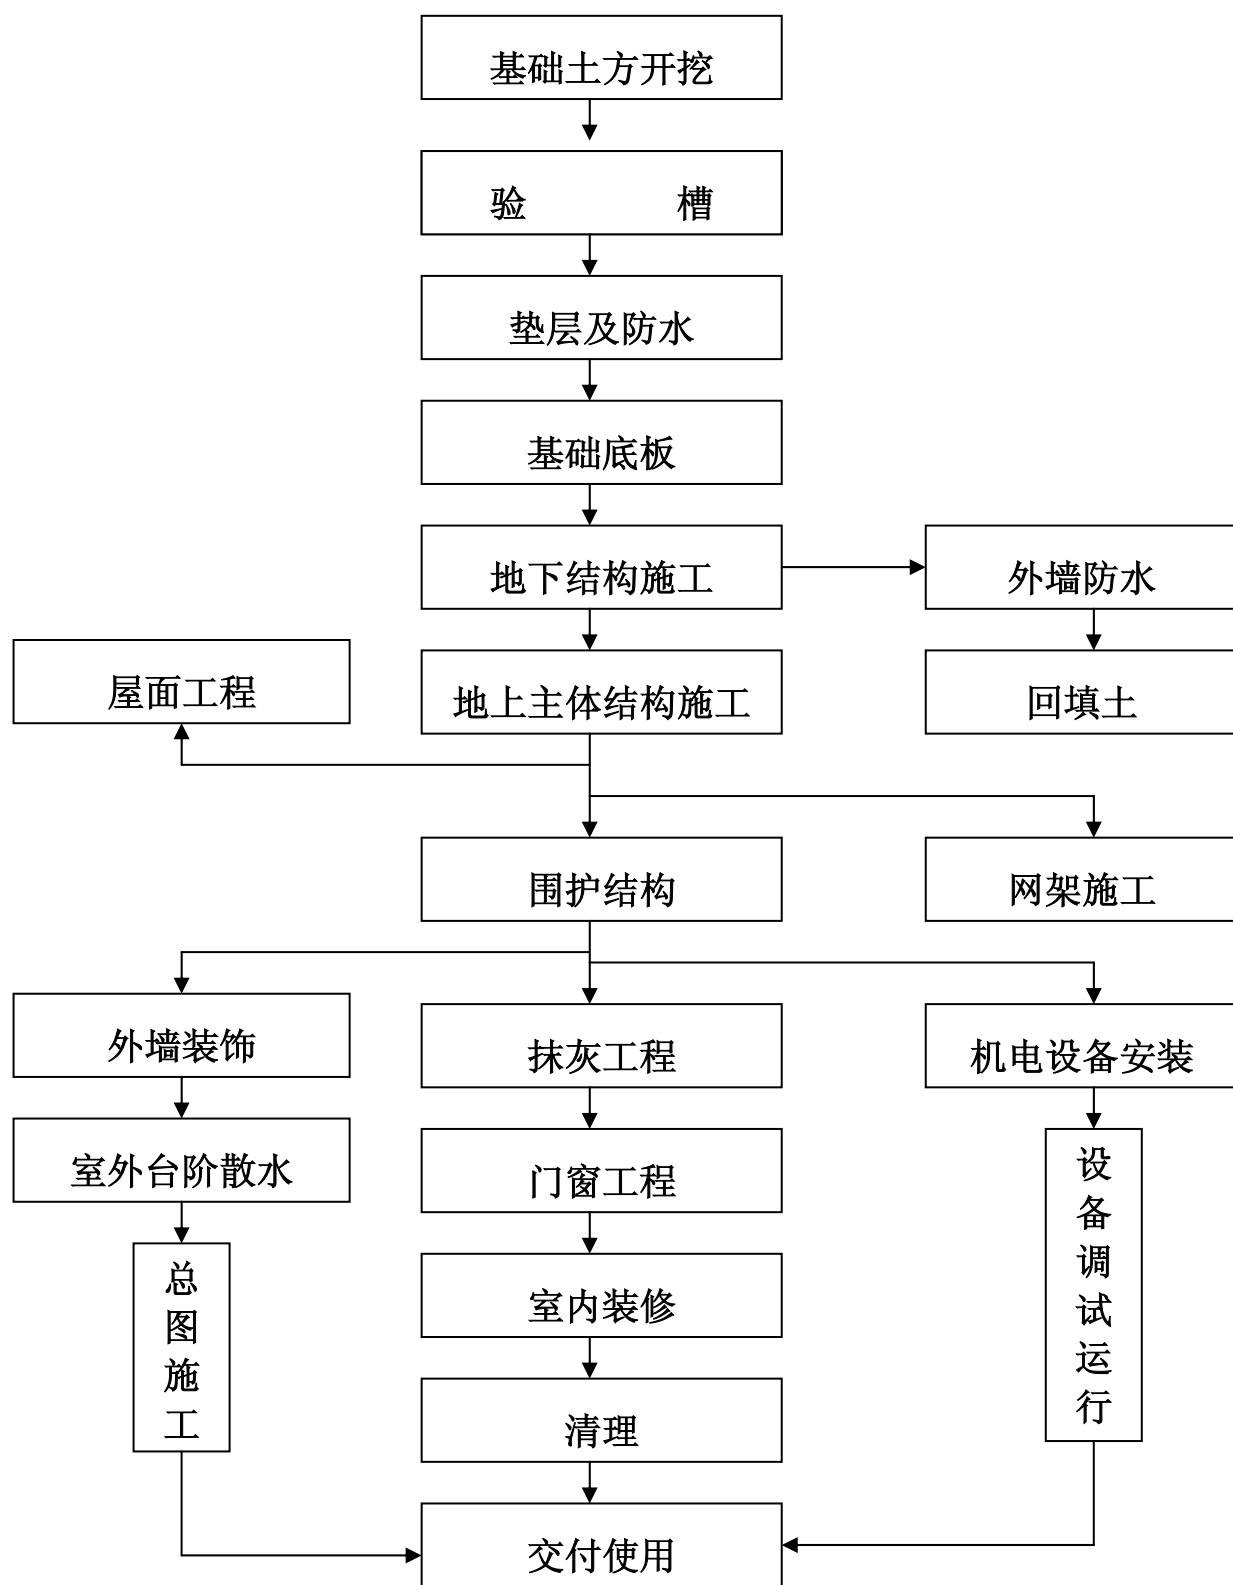 基础土方开挖
验 槽
垫层及防水
基础底板
地下结构施工
外墙防水
屋面工程
地上主体结构施工
回填土
围护结构
网架施工
外墙装饰
抹灰工程
机电设备安装
室外台阶散水
门窗工程
设备调试运行
总图施工
室内装修
清理
交付使用